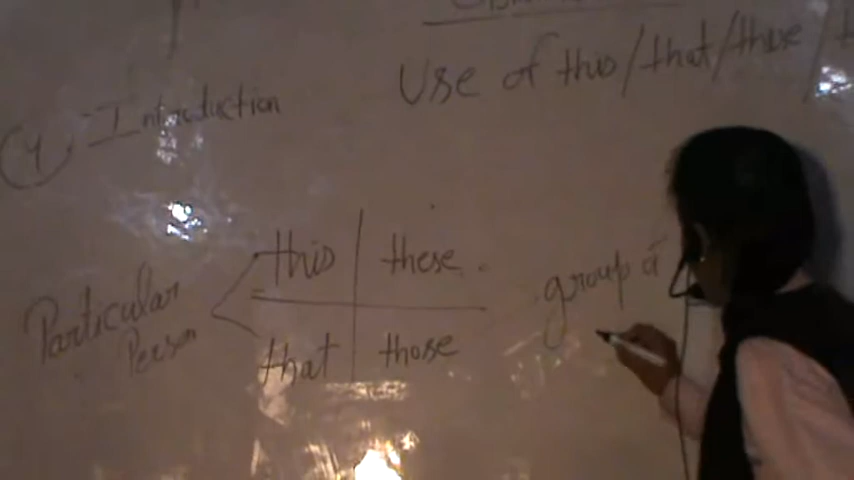 Use of this/that/these/
4 - Introduction
this these
that those
Particular
Person
group of